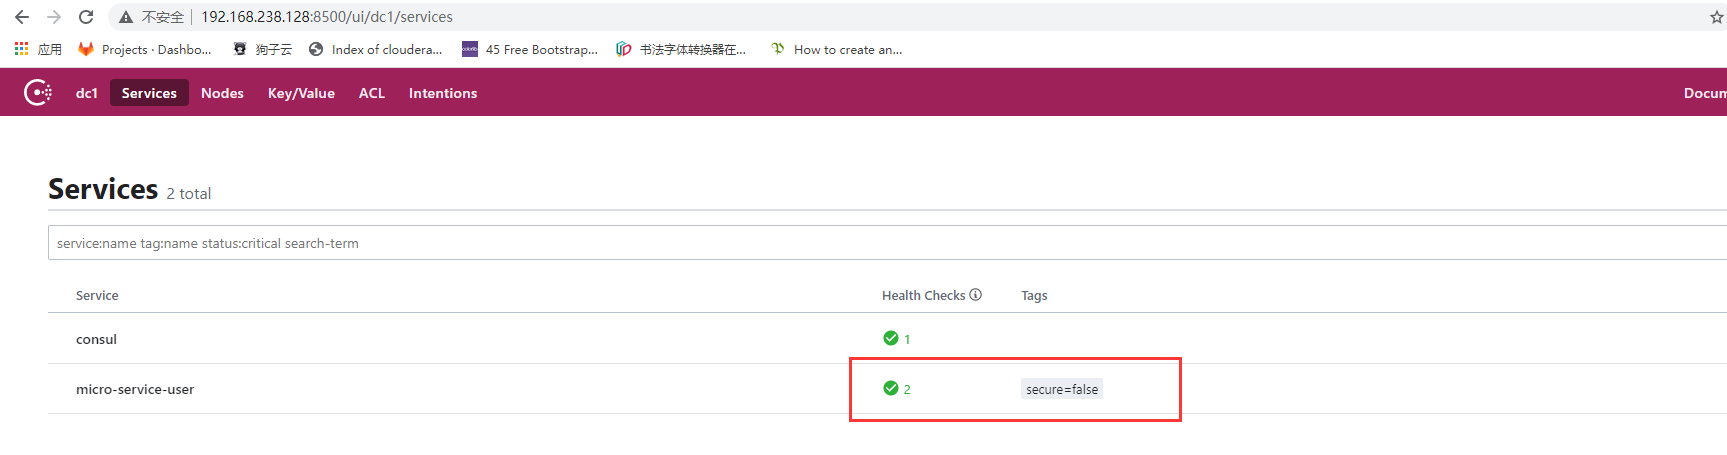 不安全 192.168.238.128:8500/ui/dc1/services
应用 Projects · Dashbo... 狗子云 Index of cloudera... 45 Free Bootstrap... 书法字体转换器在... How to create an...
dc1 Services Nodes Key/Value ACL Intentions Docum
Services 2 total
service:name tag:name status:critical search-term
Service Health Checks Tags
consul 1
micro-service-user 2 secure=false